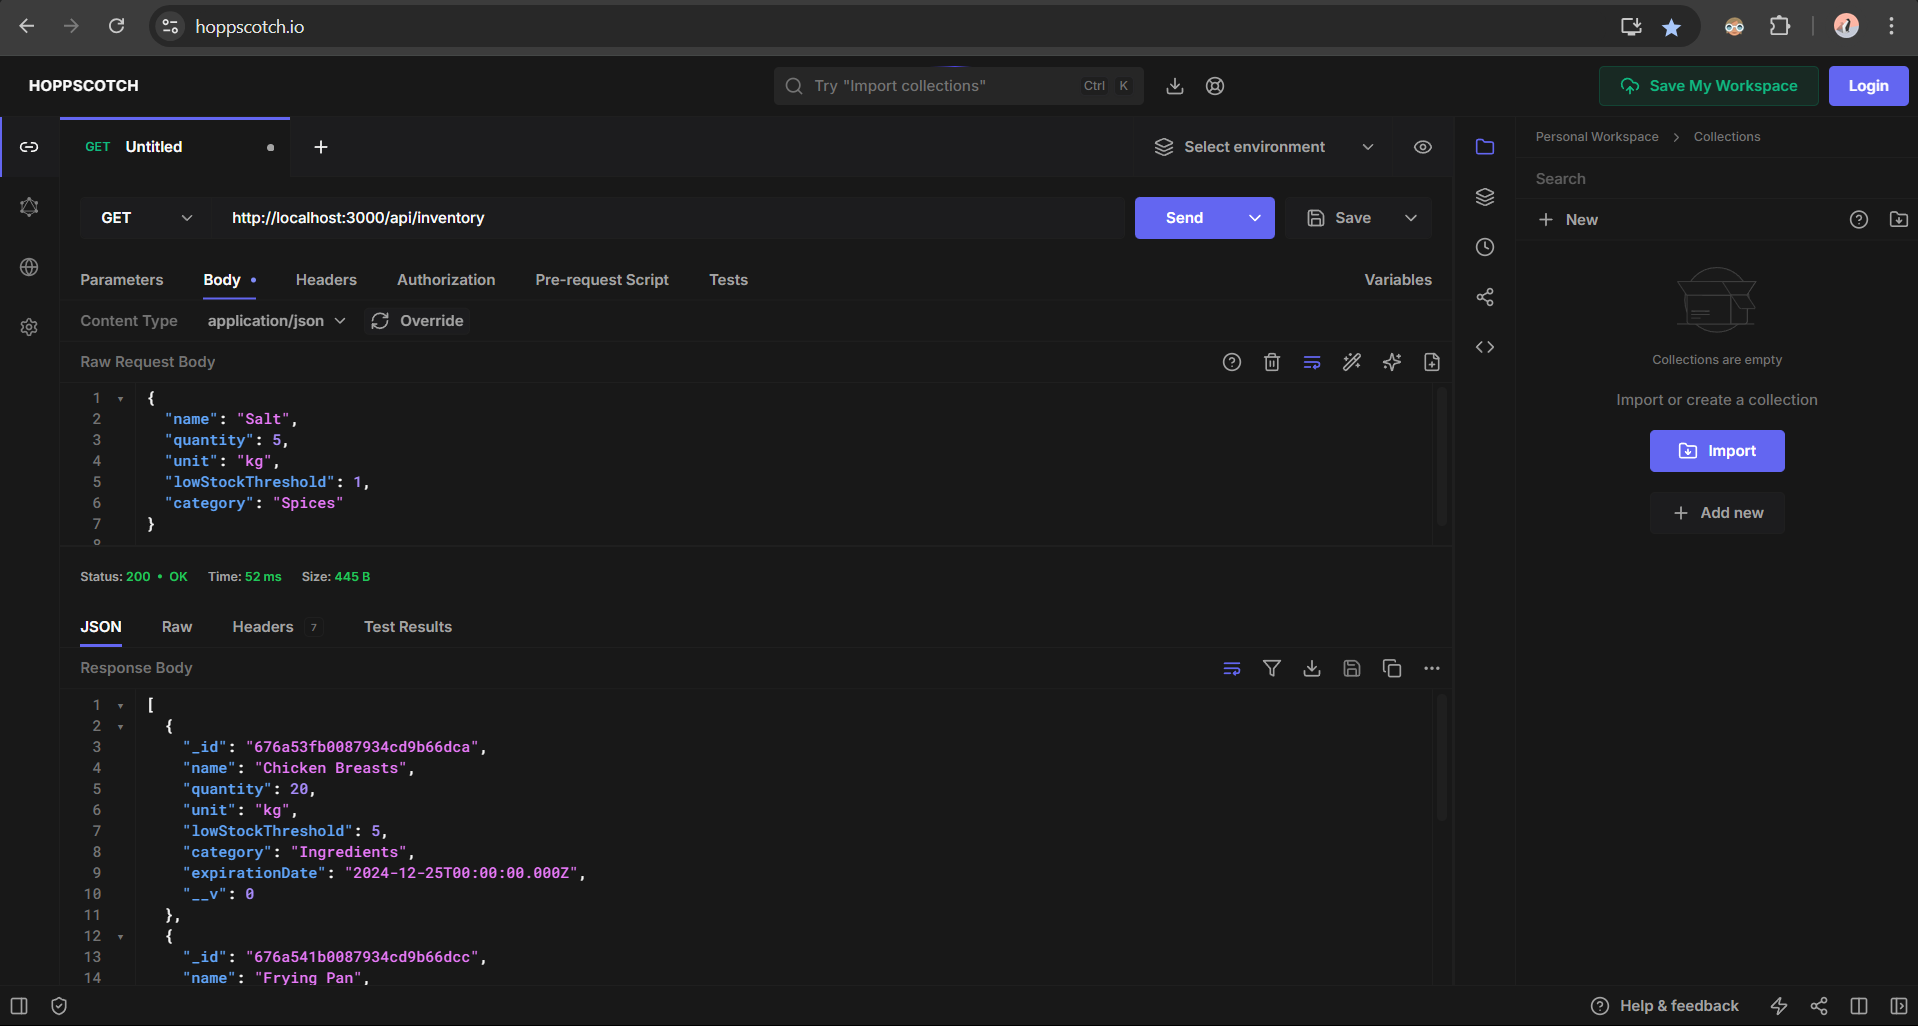 hoppscotch.io
HOPPSCOTCH
Try "Import collections"
Ctrl K
Save My Workspace
Login
GET Untitled
Select environment
Personal Workspace > Collections
Search
New
GET
http://localhost:3000/api/inventory
Send
Save
Parameters
Body
Headers
Authorization
Pre-request Script
Tests
Variables
Content Type
application/json
Override
Raw Request Body
1 {
2 "name": "Salt",
3 "quantity": 5,
4 "unit": "kg",
5 "lowStockThreshold": 1,
6 "category": "Spices"
7 }
8
Collections are empty
Import or create a collection
Import
Add new
Status: 200 • OK Time: 52 ms Size: 445 B
JSON
Raw
Headers 7
Test Results
Response Body
1 [
2 {
3 "_id": "676a53fb0087934cd9b66dca",
4 "name": "Chicken Breasts",
5 "quantity": 20,
6 "unit": "kg",
7 "lowStockThreshold": 5,
8 "category": "Ingredients",
9 "expirationDate": "2024-12-25T00:00:00.000Z",
10 "__v": 0
11 },
12 {
13 "_id": "676a541b0087934cd9b66dcc",
14 "name": "Frying Pan",
Help & feedback